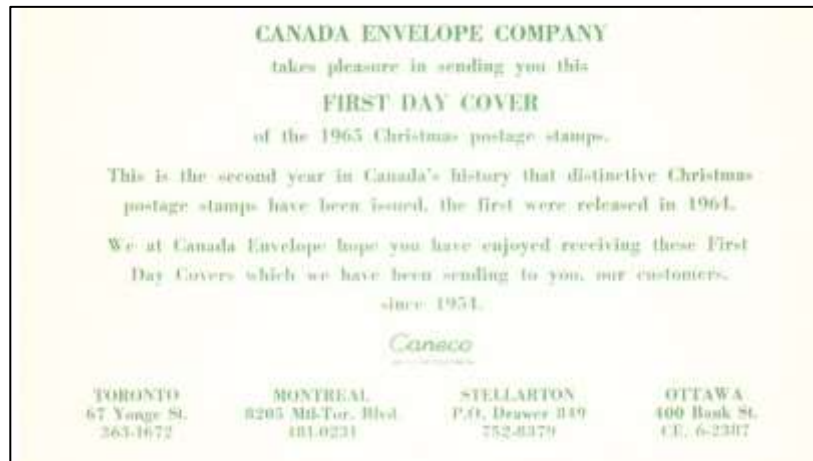 CANADA ENVELOPE COMPANY
takes pleasure in sending you this
FIRST DAY COVER
of the 1965 Christmas postage stamps.
This is the second year in Canada's history that distinctive Christmas
postage stamps have been issued, the first were released in 1964.
We at Canada Envelope hope you have enjoyed receiving these First
Day Covers which we have been sending to you, our customers,
since 1954.
Caneco
TORONTO MONTREAL STELLARTON OTTAWA
67 Yonge St. 8205 Mtl-Tor. Blvd P.O. Drawer 849 400 Bank St.
363-1672 481-0231 752-8379 CE. 6-2387